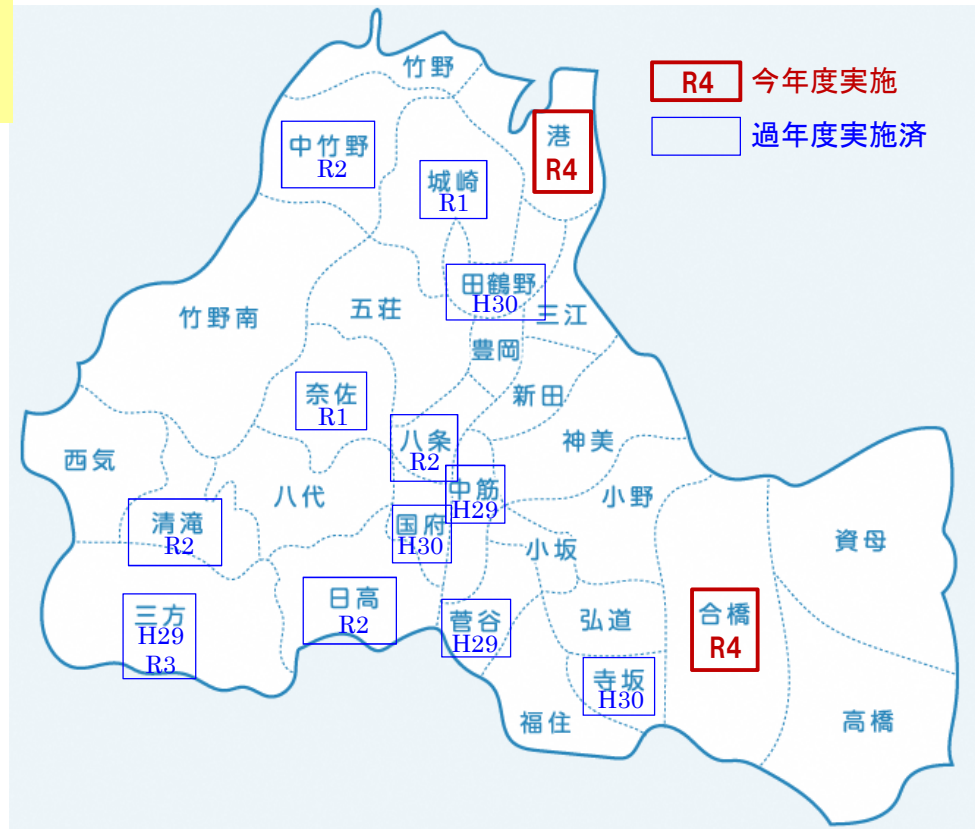 竹野
R4 今年度実施
過年度実施済
港
R4
中竹野
R2
城崎
R1
田鶴野
H30
三江
五荘
竹野南
豊岡
新田
奈佐
R1
八条
R2
神美
西気
八代
中筋
H29
小野
清滝
R2
国府
H30
小坂
資母
日高
R2
三方
H29
R3
菅谷
H29
弘道
合橋
R4
寺坂
H30
福住
高橋